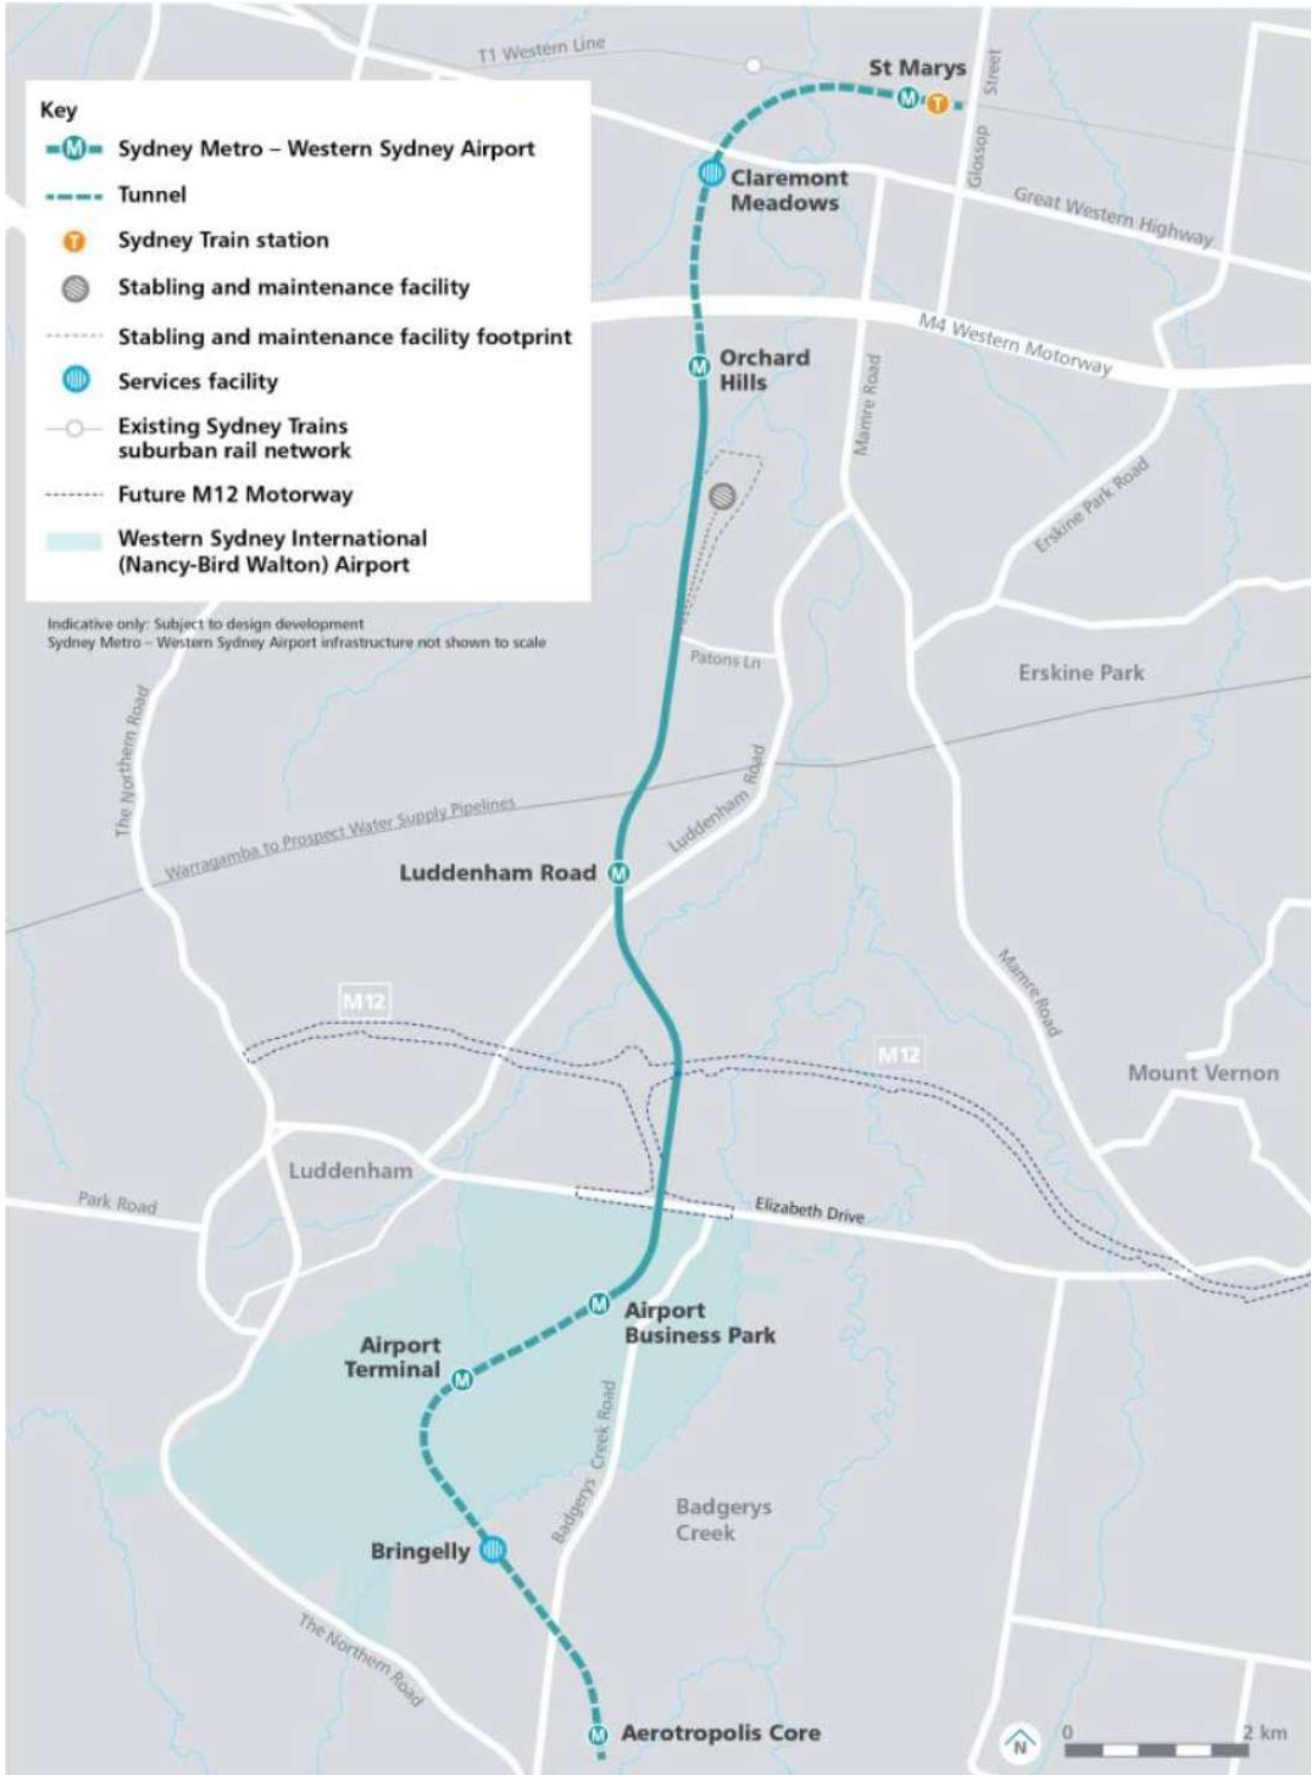 T1 Western Line
St Marys
M
T
Glossop Street
Key
M
Sydney Metro – Western Sydney Airport
Tunnel
T
Sydney Train station
Stabling and maintenance facility
Stabling and maintenance facility footprint
Services facility
Existing Sydney Trains
suburban rail network
Future M12 Motorway
Western Sydney International
(Nancy-Bird Walton) Airport
Indicative only: Subject to design development
Sydney Metro – Western Sydney Airport infrastructure not shown to scale
Claremont
Meadows
Great Western Highway
M4 Western Motorway
M
Orchard
Hills
Mamre Road
Erskine Park Road
Patons Ln
Erskine Park
The Northern Road
Warragamba to Prospect Water Supply Pipelines
Luddenham Road
Luddenham Road
M
Mamre Road
M12
M12
Mount Vernon
Luddenham
Park Road
Elizabeth Drive
M
Airport
Business Park
Airport
Terminal
M
Badgerys Creek Road
Badgerys
Creek
Bringelly
The Northern Road
M
Aerotropolis Core
N
0
2 km